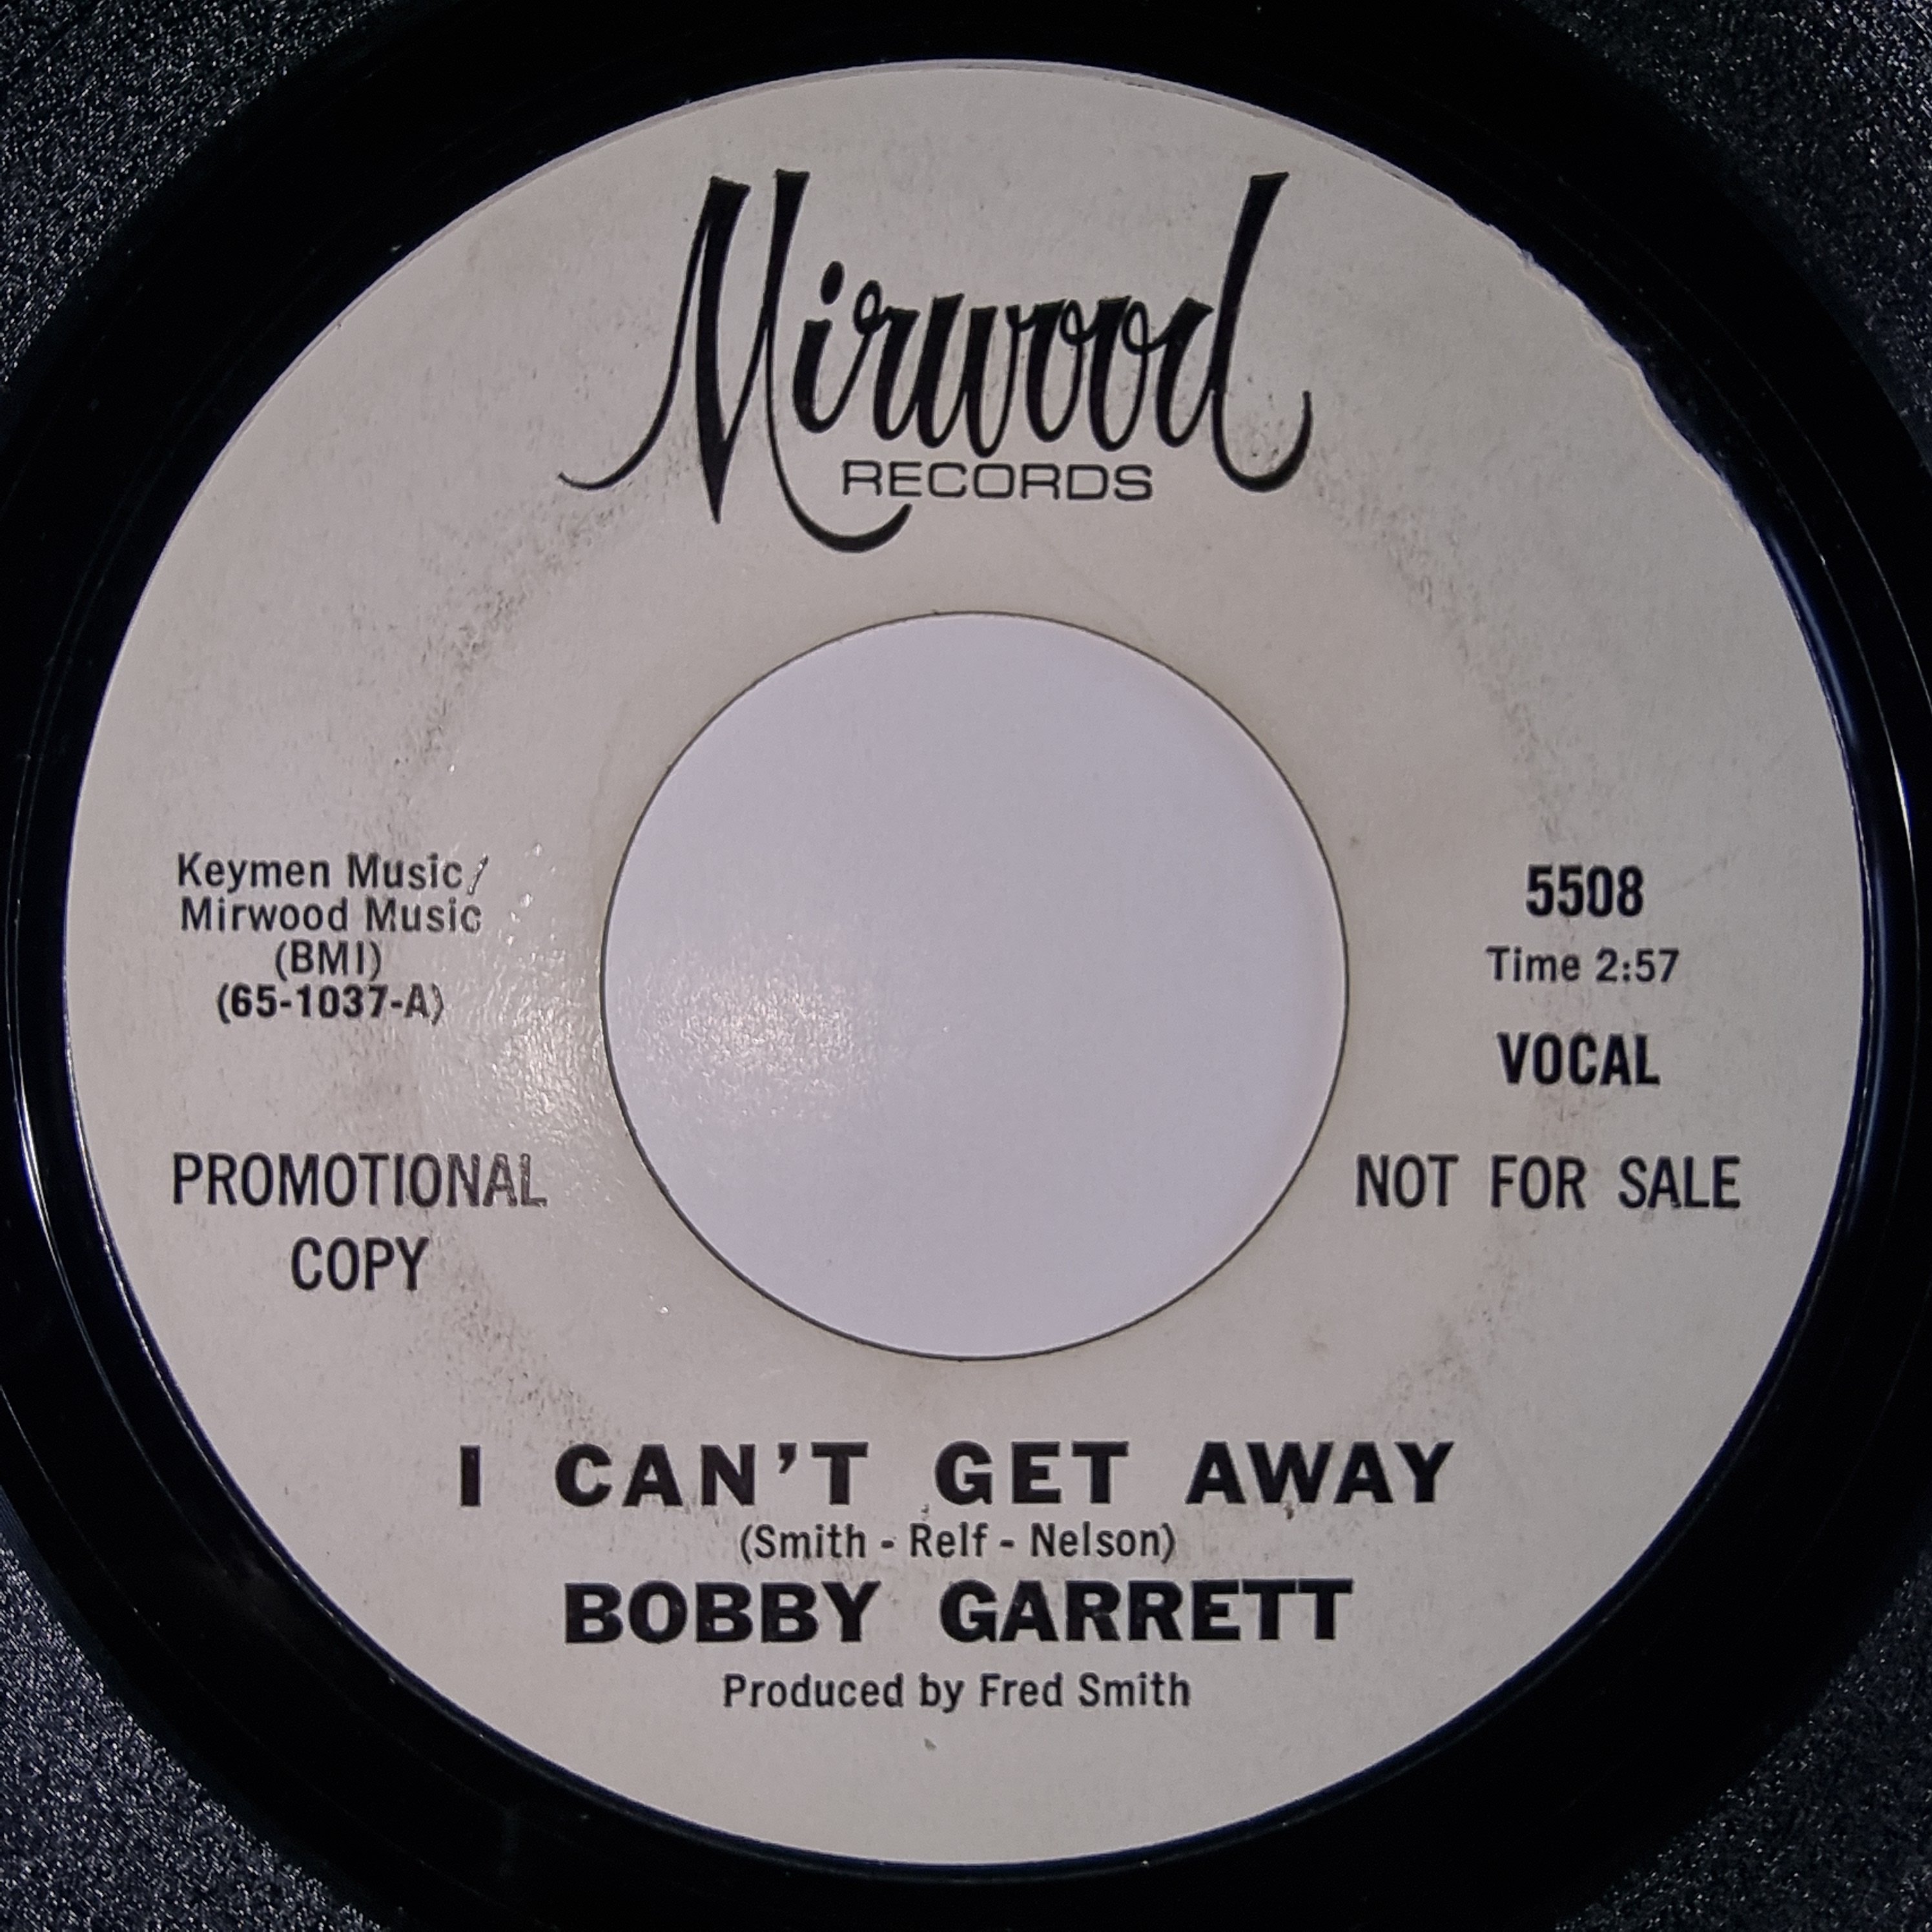 Mirwood
RECORDS
Keymen Music/
Mirwood Music
(BMI)
(65-1037-A)
PROMOTIONAL
COPY
5508
Time 2:57
VOCAL
NOT FOR SALE
I CAN'T GET AWAY
(Smith - Relf - Nelson)
BOBBY GARRETT
Produced by Fred Smith